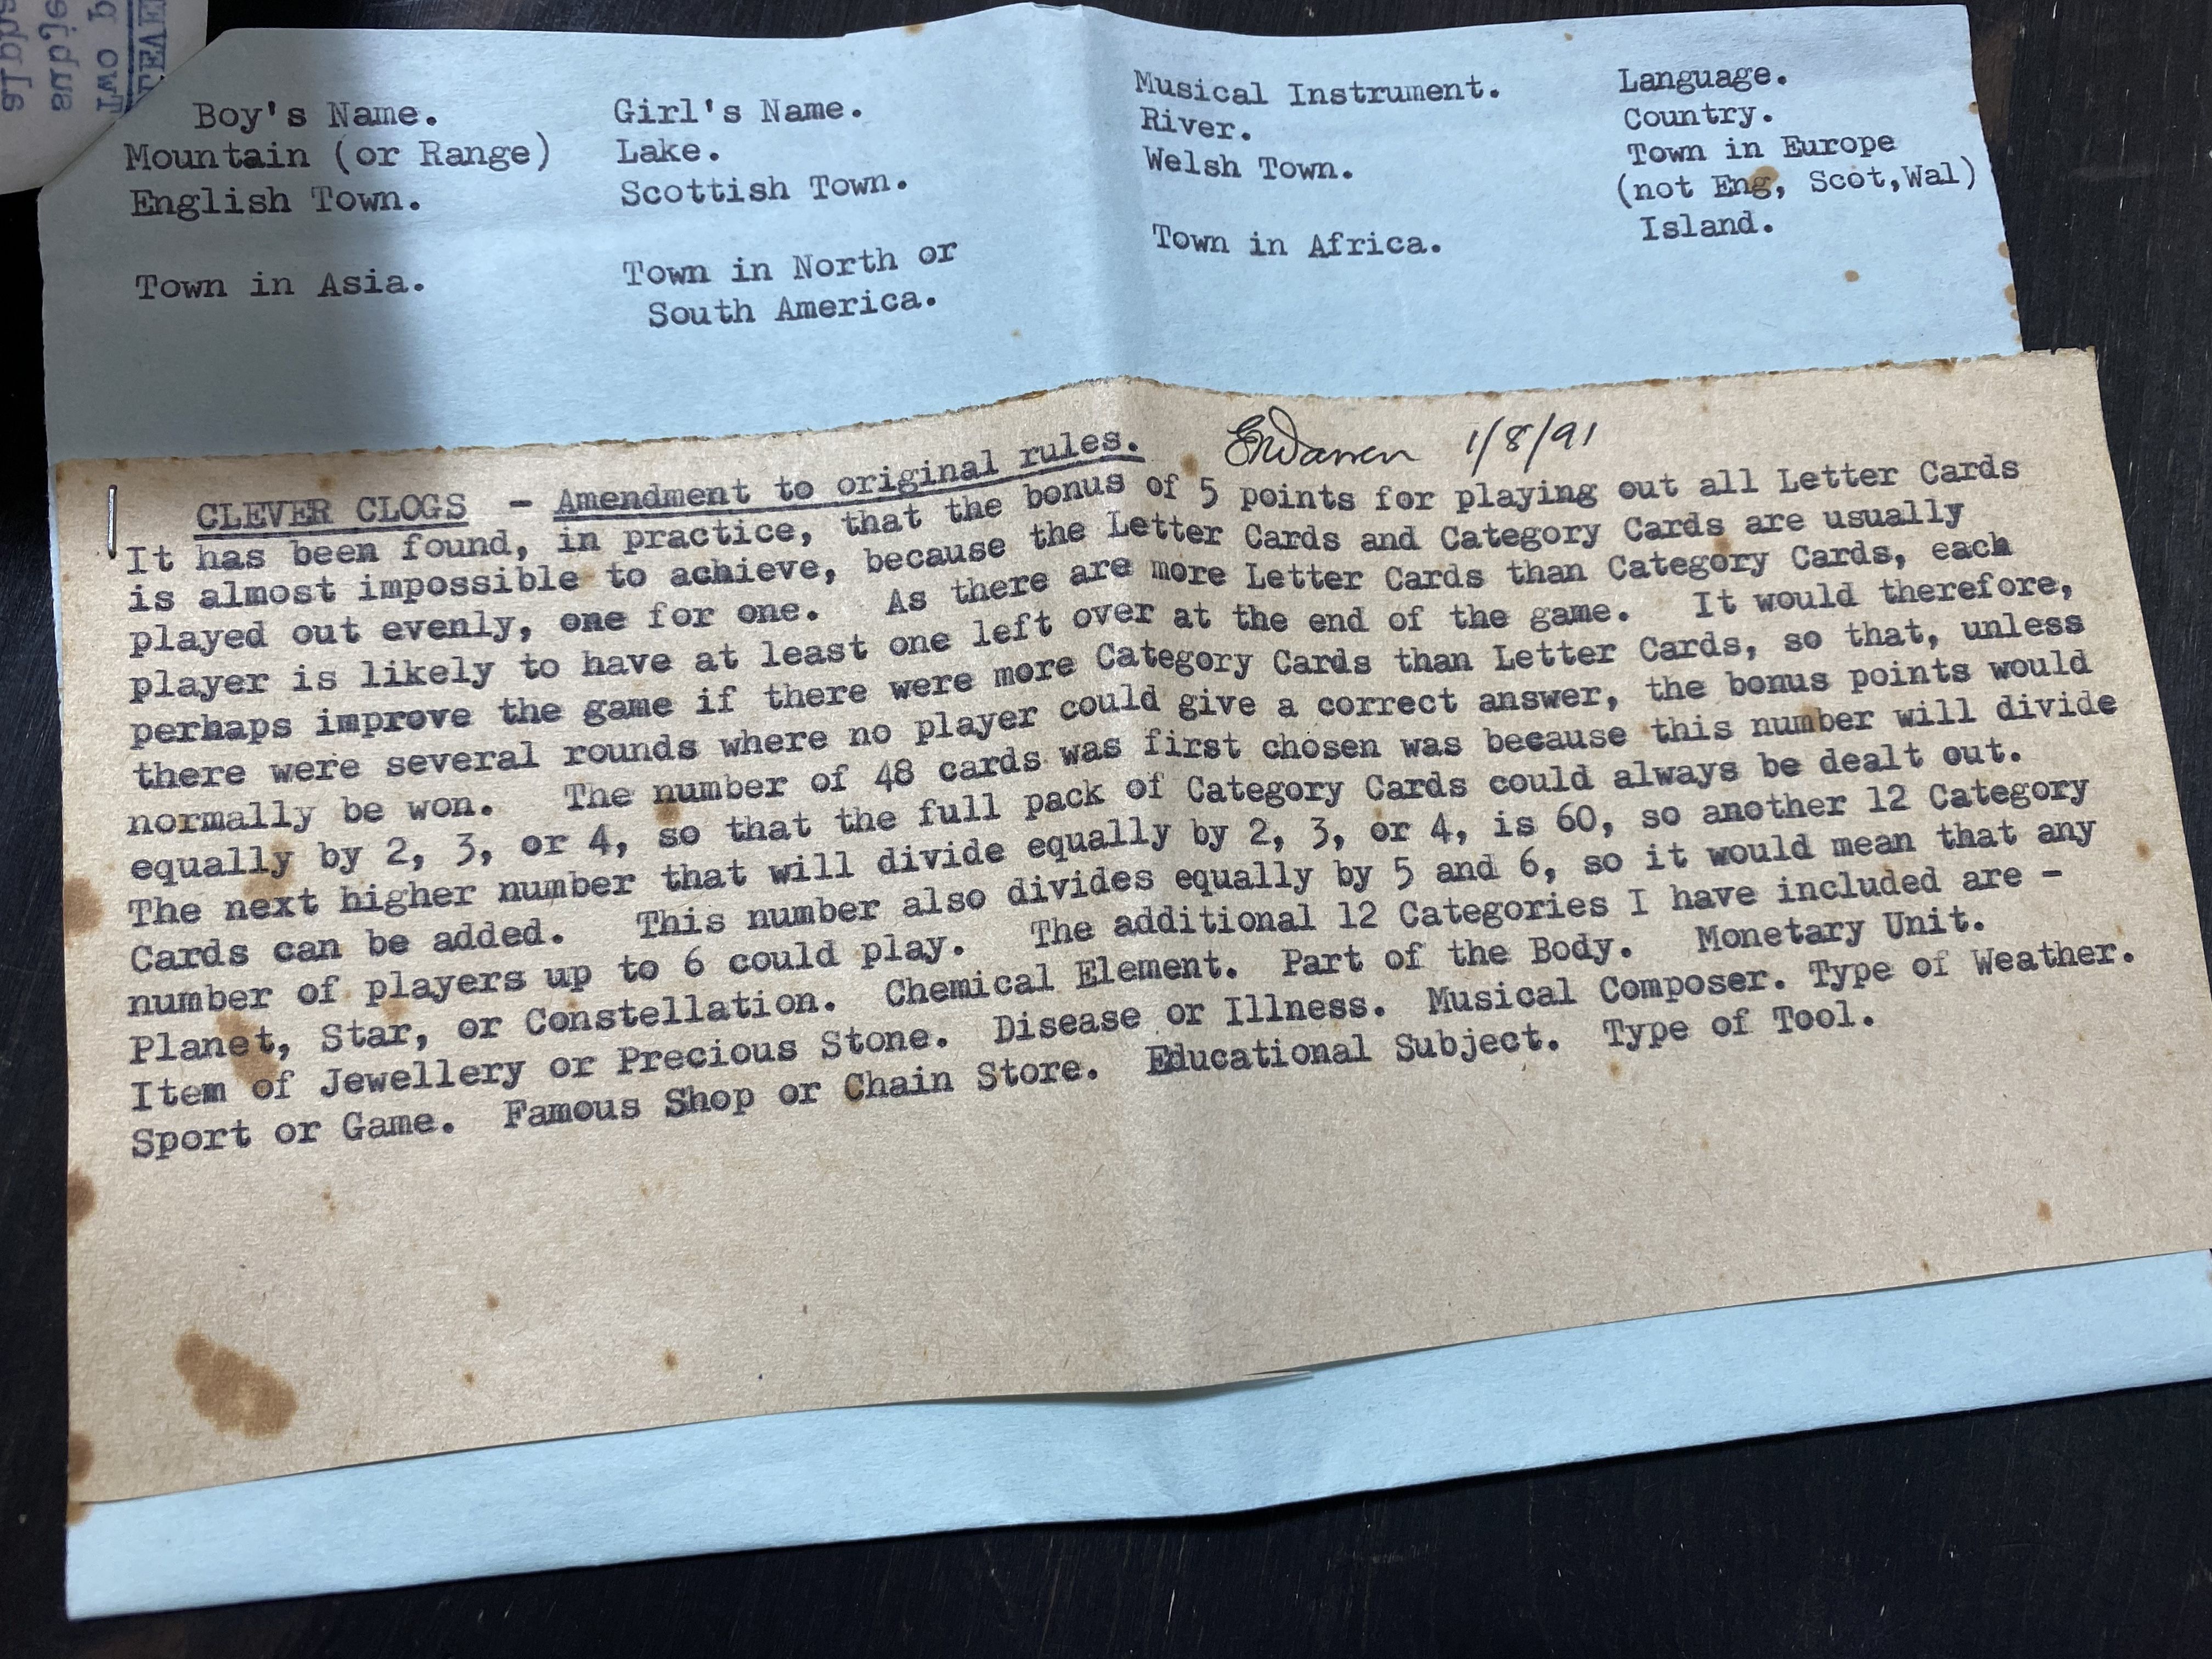 Boy's Name. Girl's Name. Musical Instrument. Language.
Mountain (or Range) Lake. River. Country.
English Town. Scottish Town. Welsh Town. Town in Europe
(not Eng, Scot,Wal)
Town in Asia. Town in North or Town in Africa. Island.
South America.
CLEVER CLOGS - Amendment to original rules. 1/8/91
It has been found, in practice, that the bonus of 5 points for playing out all Letter Cards
is almost impossible to achieve, because the Letter Cards and Category Cards are usually
played out evenly, one for one. As there are more Letter Cards than Category Cards, each
player is likely to have at least one left over at the end of the game. It would therefore,
perhaps improve the game if there were more Category Cards than Letter Cards, so that, unless
there were several rounds where no player could give a correct answer, the bonus points would
normally be won. The number of 48 cards was first chosen was because this number will divide
equally by 2, 3, or 4, so that the full pack of Category Cards could always be dealt out.
The next higher number that will divide equally by 2, 3, or 4, is 60, so another 12 Category
Cards can be added. This number also divides equally by 5 and 6, so it would mean that any
number of players up to 6 could play. The additional 12 Categories I have included are -
Planet, Star, or Constellation. Chemical Element. Part of the Body. Monetary Unit.
Item of Jewellery or Precious Stone. Disease or Illness. Musical Composer. Type of Weather.
Sport or Game. Famous Shop or Chain Store. Educational Subject. Type of Tool.